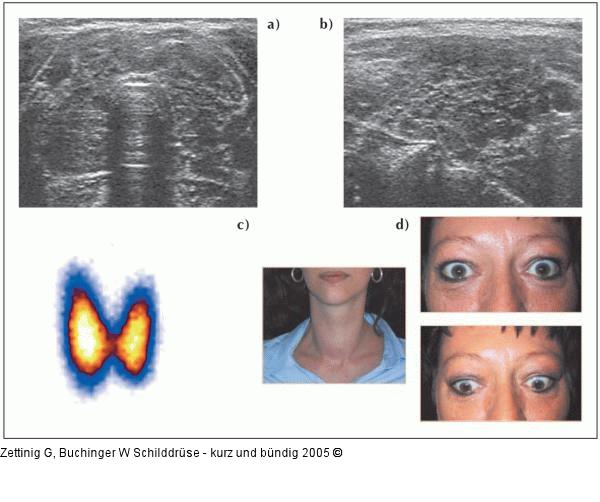 a)
b)
c)
d)
Zettinig G, Buchinger W Schilddrüse - kurz und bündig 2005 ©